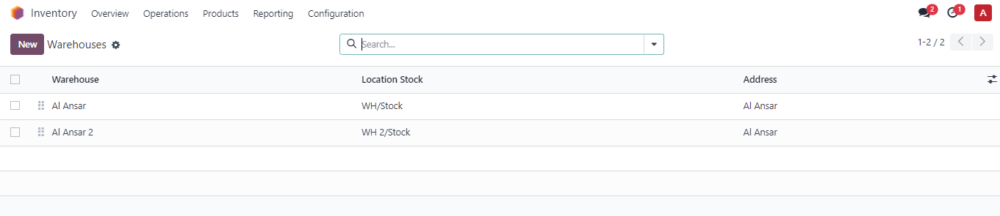 Inventory Overview Operations Products Reporting Configuration 2 1 A
New Warehouses Search... 1-2 / 2
Warehouse Location Stock Address
Al Ansar WH/Stock Al Ansar
Al Ansar 2 WH 2/Stock Al Ansar